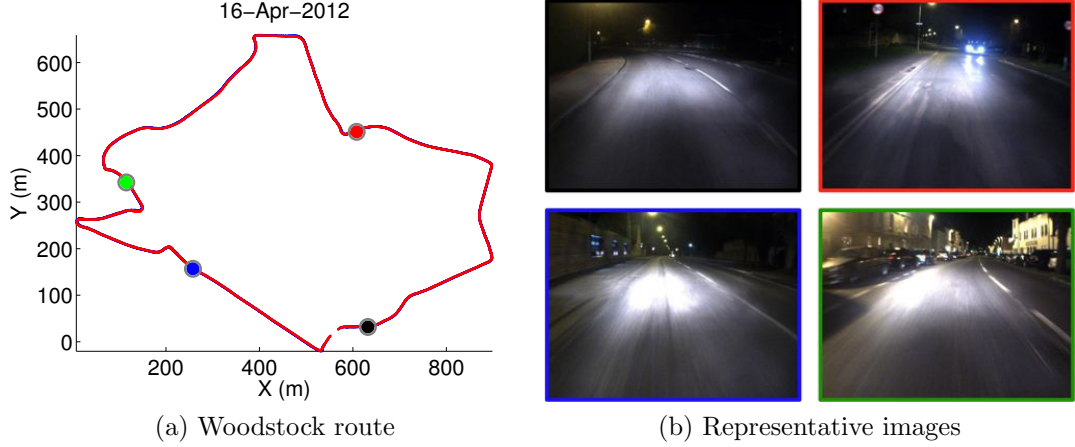 16-Apr-2012
600
500
400
300
200
100
0
Y (m)
200
400
600
800
X (m)
(a) Woodstock route
(b) Representative images